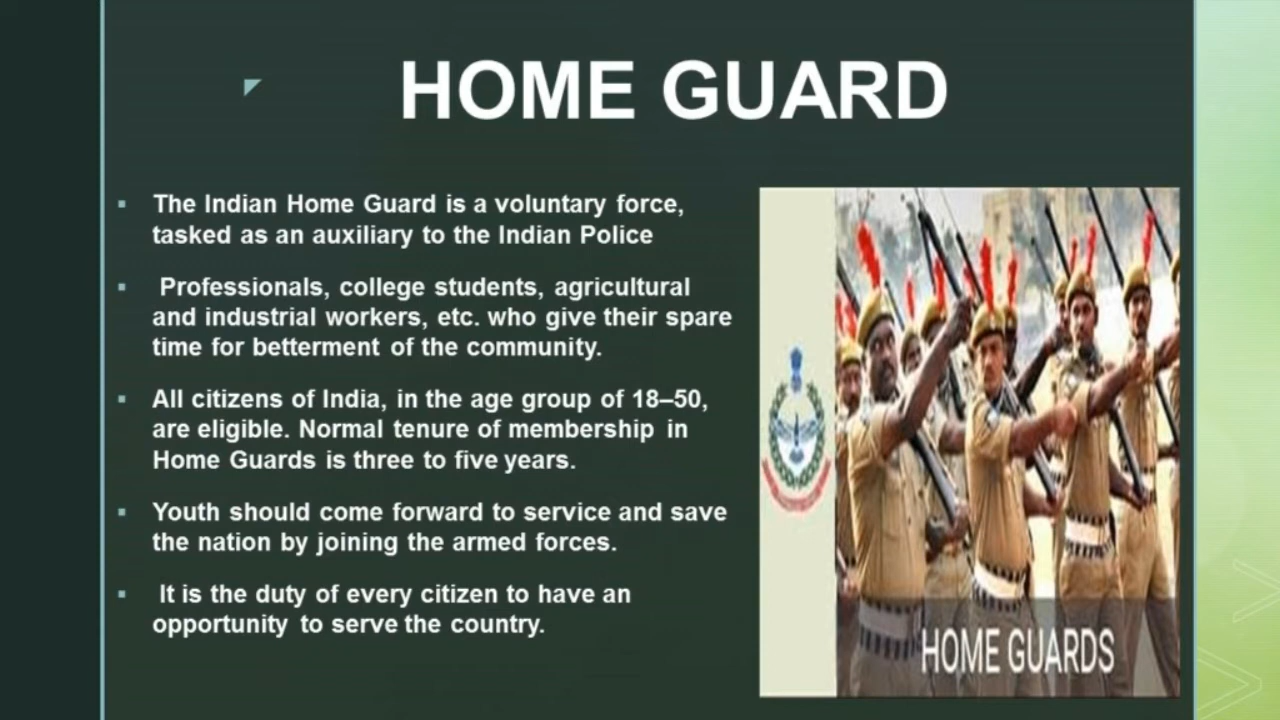 HOME GUARD
The Indian Home Guard is a voluntary force,
tasked as an auxiliary to the Indian Police
Professionals, college students, agricultural
and industrial workers, etc. who give their spare
time for betterment of the community.
All citizens of India, in the age group of 18–50,
are eligible. Normal tenure of membership in
Home Guards is three to five years.
Youth should come forward to service and save
the nation by joining the armed forces.
It is the duty of every citizen to have an
opportunity to serve the country.
HOME GUARDS